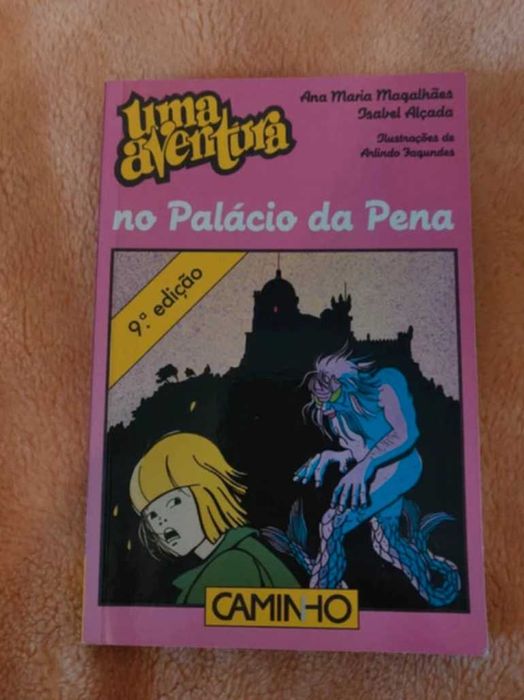 uma
aventura
Ana Maria Magalhães
Isabel Alçada
Ilustrações de
Arlindo Fagundes
no Palácio da Pena
9.ª edição
CAMINHO